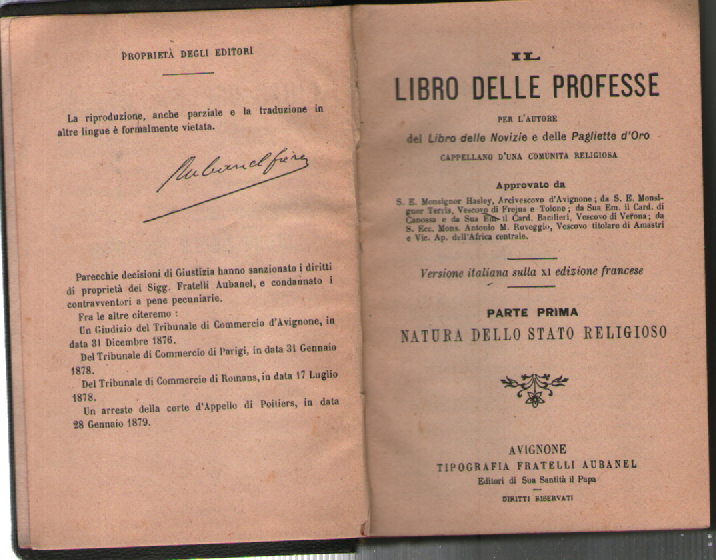 PROPRIETÀ DEGLI EDITORI
La riproduzione, anche parziale e la traduzione in
altre lingue è formalmente vietata.
Aubanel frères
Parecchie decisioni di Giustizia hanno sanzionato i diritti
di proprietà dei Sigg. Fratelli Aubanel, e condannato i
contravventori a pene pecuniarie.
Fra le altre citeremo :
Un Giudizio del Tribunale di Commercio d'Avignone, in
data 31 Dicembre 1876.
Del Tribunale di Commercio di Parigi, in data 31 Gennaio
1878.
Del Tribunale di Commercio di Romans, in data 17 Luglio
1878.
Un arresto della corte d'Appello di Poitiers, in data
28 Gennaio 1879.
IL
LIBRO DELLE PROFESSE
PER L'AUTORE
del Libro delle Novizie e delle Pagliette d'Oro
CAPPELLANO D'UNA COMUNITA RELIGIOSA
Approvato da
S. E. Monsignor Hasley, Arcivescovo d'Avignone; da S. E. Monsi-
gnor Terris, Vescovo di Frejus e Tolone; da Sua Em. il Card. di
Canossa e da Sua Em. il Card. Bacilieri, Vescovo di Verona; da
S. Ecc. Mons. Antonio M. Roveggio, Vescovo titolare di Amastri
e Vic. Ap. dell'Africa centrale.
Versione italiana sulla XI edizione francese
PARTE PRIMA
NATURA DELLO STATO RELIGIOSO
AVIGNONE
TIPOGRAFIA FRATELLI AUBANEL
Editori di Sua Santità il Papa
DIRITTI RISERVATI